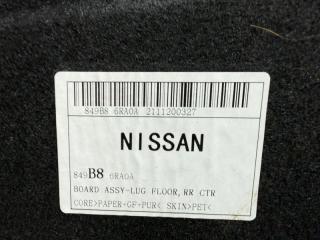 849B8 6RA0A 2111200327
NISSAN
849B8 6RA0A
BOARD ASSY-LUG FLOOR, RR CTR
CORE>PAPER+GF+PUR< SKIN>PET<